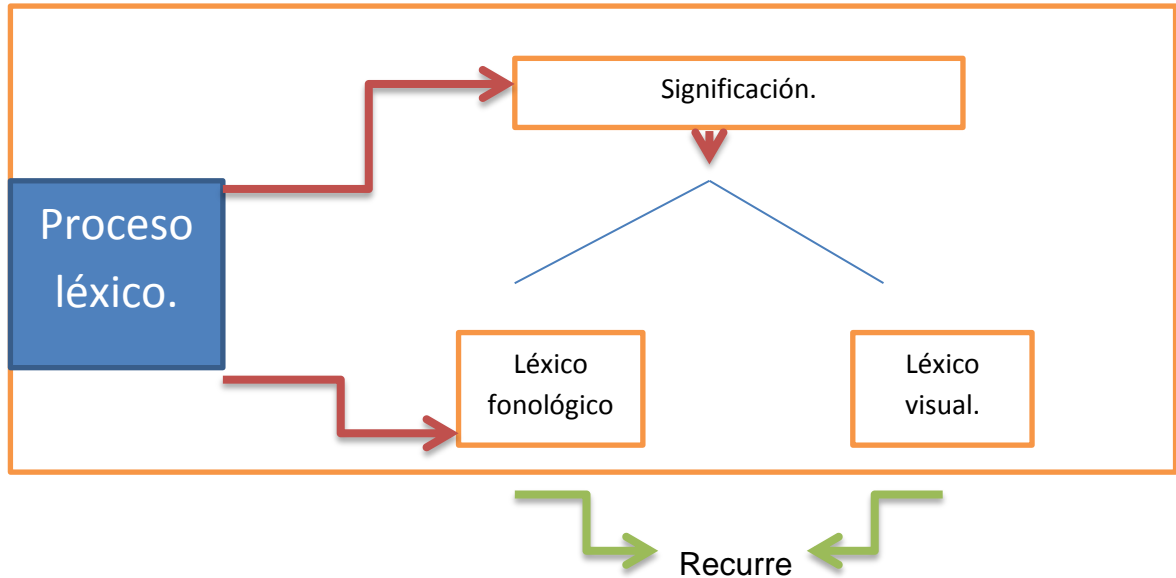 Significación.
Proceso
léxico.
Léxico
fonológico
Léxico
visual.
Recurre